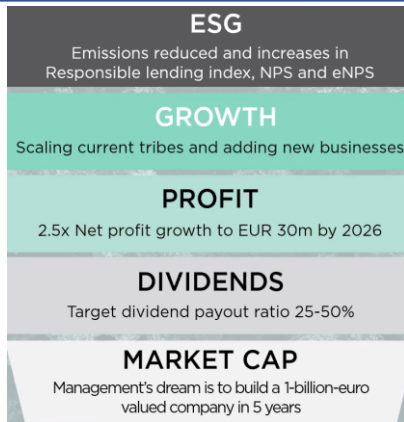 ESG
Emissions reduced and increases in
Responsible lending index, NPS and eNPS
GROWTH
Scaling current tribes and adding new businesses
PROFIT
2.5x Net profit growth to EUR 30m by 2026
DIVIDENDS
Target dividend payout ratio 25-50%
MARKET CAP
Management's dream is to build a 1-billion-euro
valued company in 5 years